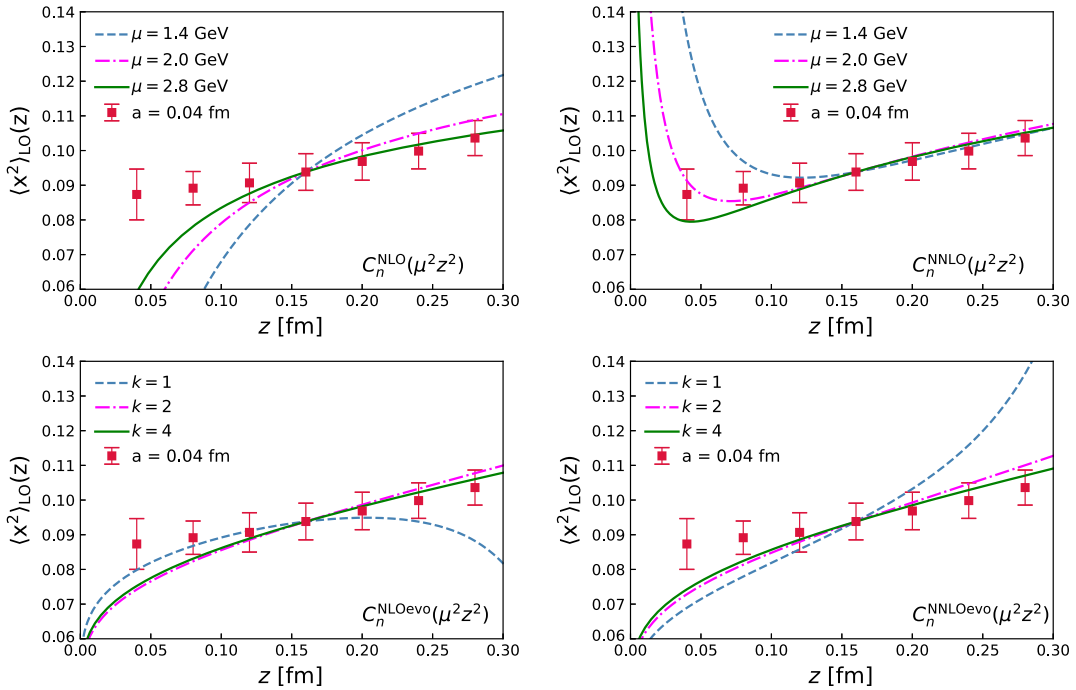 0.14
0.13
0.12
0.11
0.10
0.09
0.08
0.07
0.06
⟨x²⟩LO(z)
μ = 1.4 GeV
μ = 2.0 GeV
μ = 2.8 GeV
a = 0.04 fm
CₙNLO(μ²z²)
0.00 0.05 0.10 0.15 0.20 0.25 0.30
z [fm]
0.14
0.13
0.12
0.11
0.10
0.09
0.08
0.07
0.06
⟨x²⟩LO(z)
μ = 1.4 GeV
μ = 2.0 GeV
μ = 2.8 GeV
a = 0.04 fm
CₙNNLO(μ²z²)
0.00 0.05 0.10 0.15 0.20 0.25 0.30
z [fm]
0.14
0.13
0.12
0.11
0.10
0.09
0.08
0.07
0.06
⟨x²⟩LO(z)
k = 1
k = 2
k = 4
a = 0.04 fm
CₙNLOevo(μ²z²)
0.00 0.05 0.10 0.15 0.20 0.25 0.30
z [fm]
0.14
0.13
0.12
0.11
0.10
0.09
0.08
0.07
0.06
⟨x²⟩LO(z)
k = 1
k = 2
k = 4
a = 0.04 fm
CₙNNLOevo(μ²z²)
0.00 0.05 0.10 0.15 0.20 0.25 0.30
z [fm]